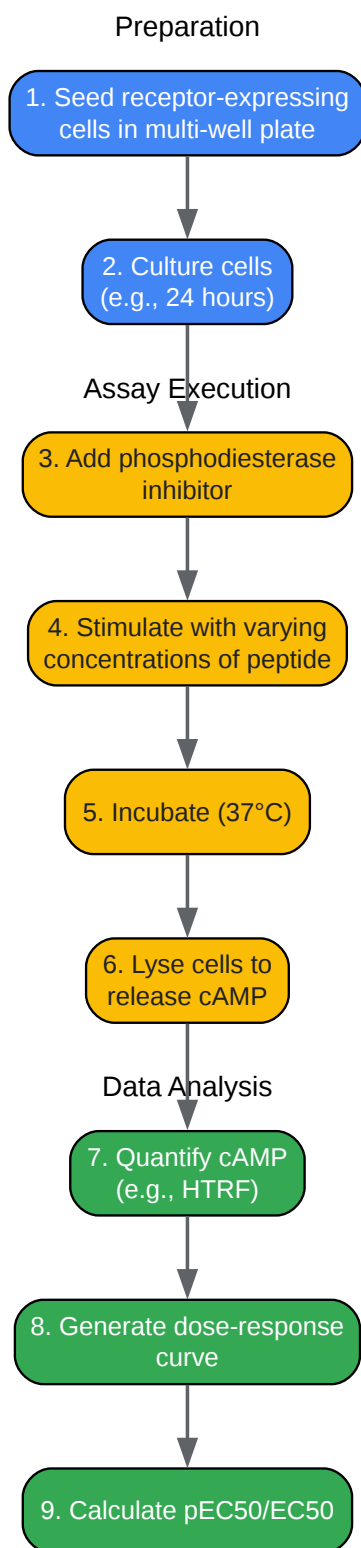 Preparation
1. Seed receptor-expressing
cells in multi-well plate
2. Culture cells
(e.g., 24 hours)
Assay Execution
3. Add phosphodiesterase
inhibitor
4. Stimulate with varying
concentrations of peptide
5. Incubate (37°C)
6. Lyse cells to
release cAMP
Data Analysis
7. Quantify cAMP
(e.g., HTRF)
8. Generate dose-response
curve
9. Calculate pEC50/EC50